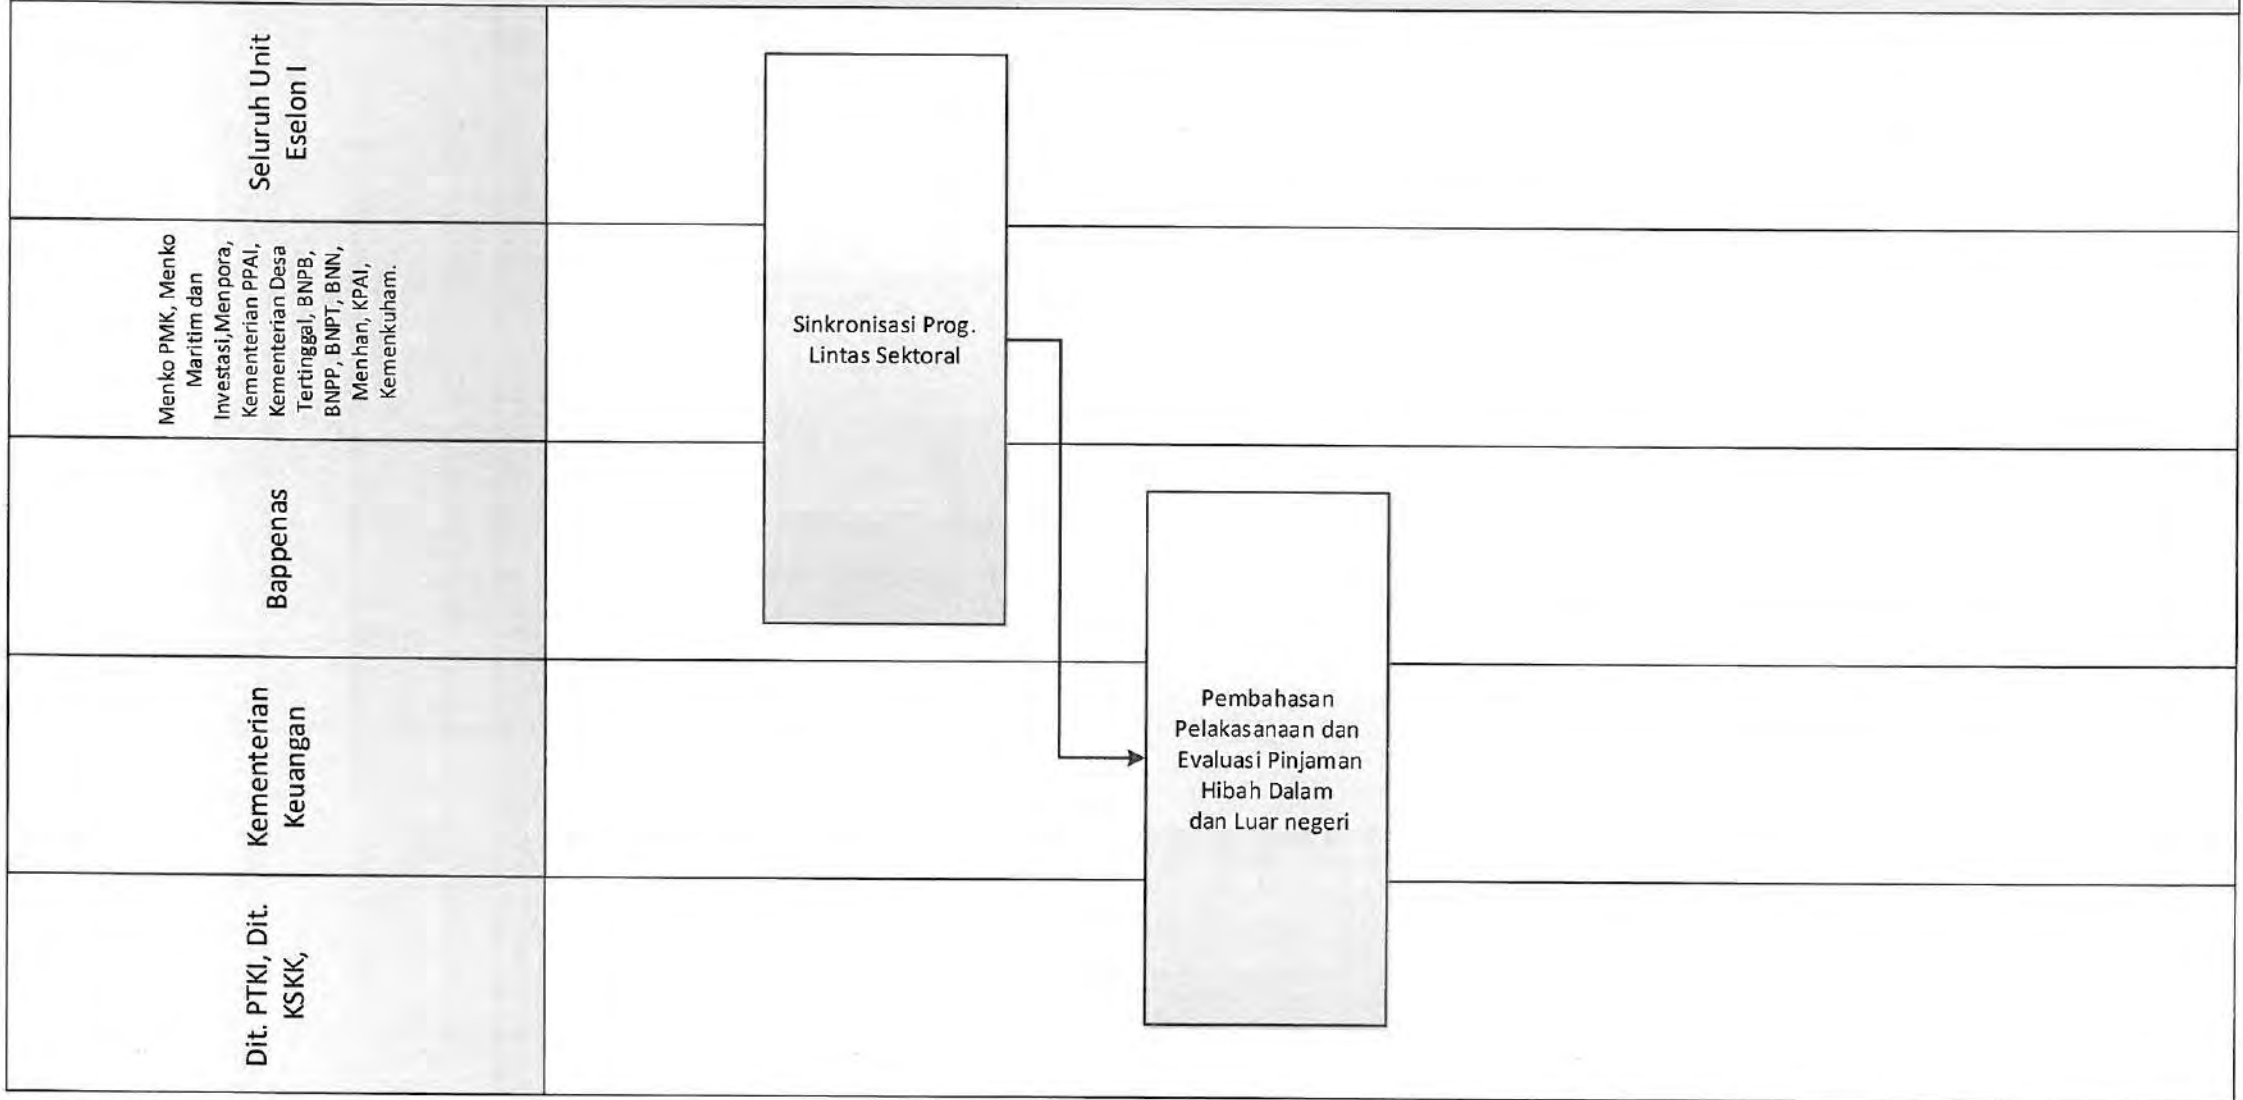 Seluruh Unit
Eselon I
Menko PMK, Menko
Maritim dan
Investasi,Menpora,
Kementerian PPAI,
Kementerian Desa
Tertinggal, BNPB,
BNPP, BNPT, BNN,
Menhan, KPAI,
Kemenkuham.
Sinkronisasi Prog.
Lintas Sektoral
Bappenas
Kementerian
Keuangan
Pembahasan
Pelakasanaan dan
Evaluasi Pinjaman
Hibah Dalam
dan Luar negeri
Dit. PTKI, Dit.
KSKK,